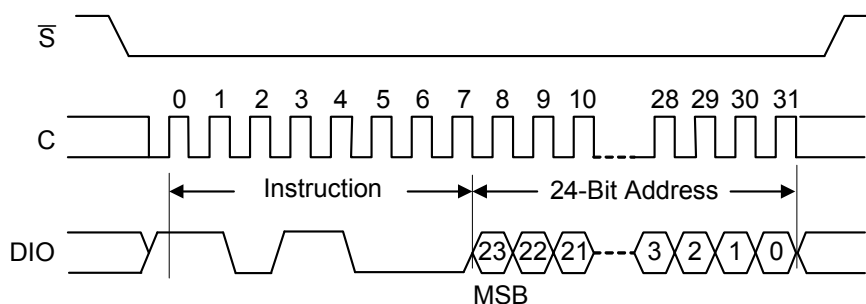 S̅
0 1 2 3 4 5 6 7 8 9 10 28 29 30 31
C
Instruction 24-Bit Address
DIO 23 22 21 3 2 1 0
MSB